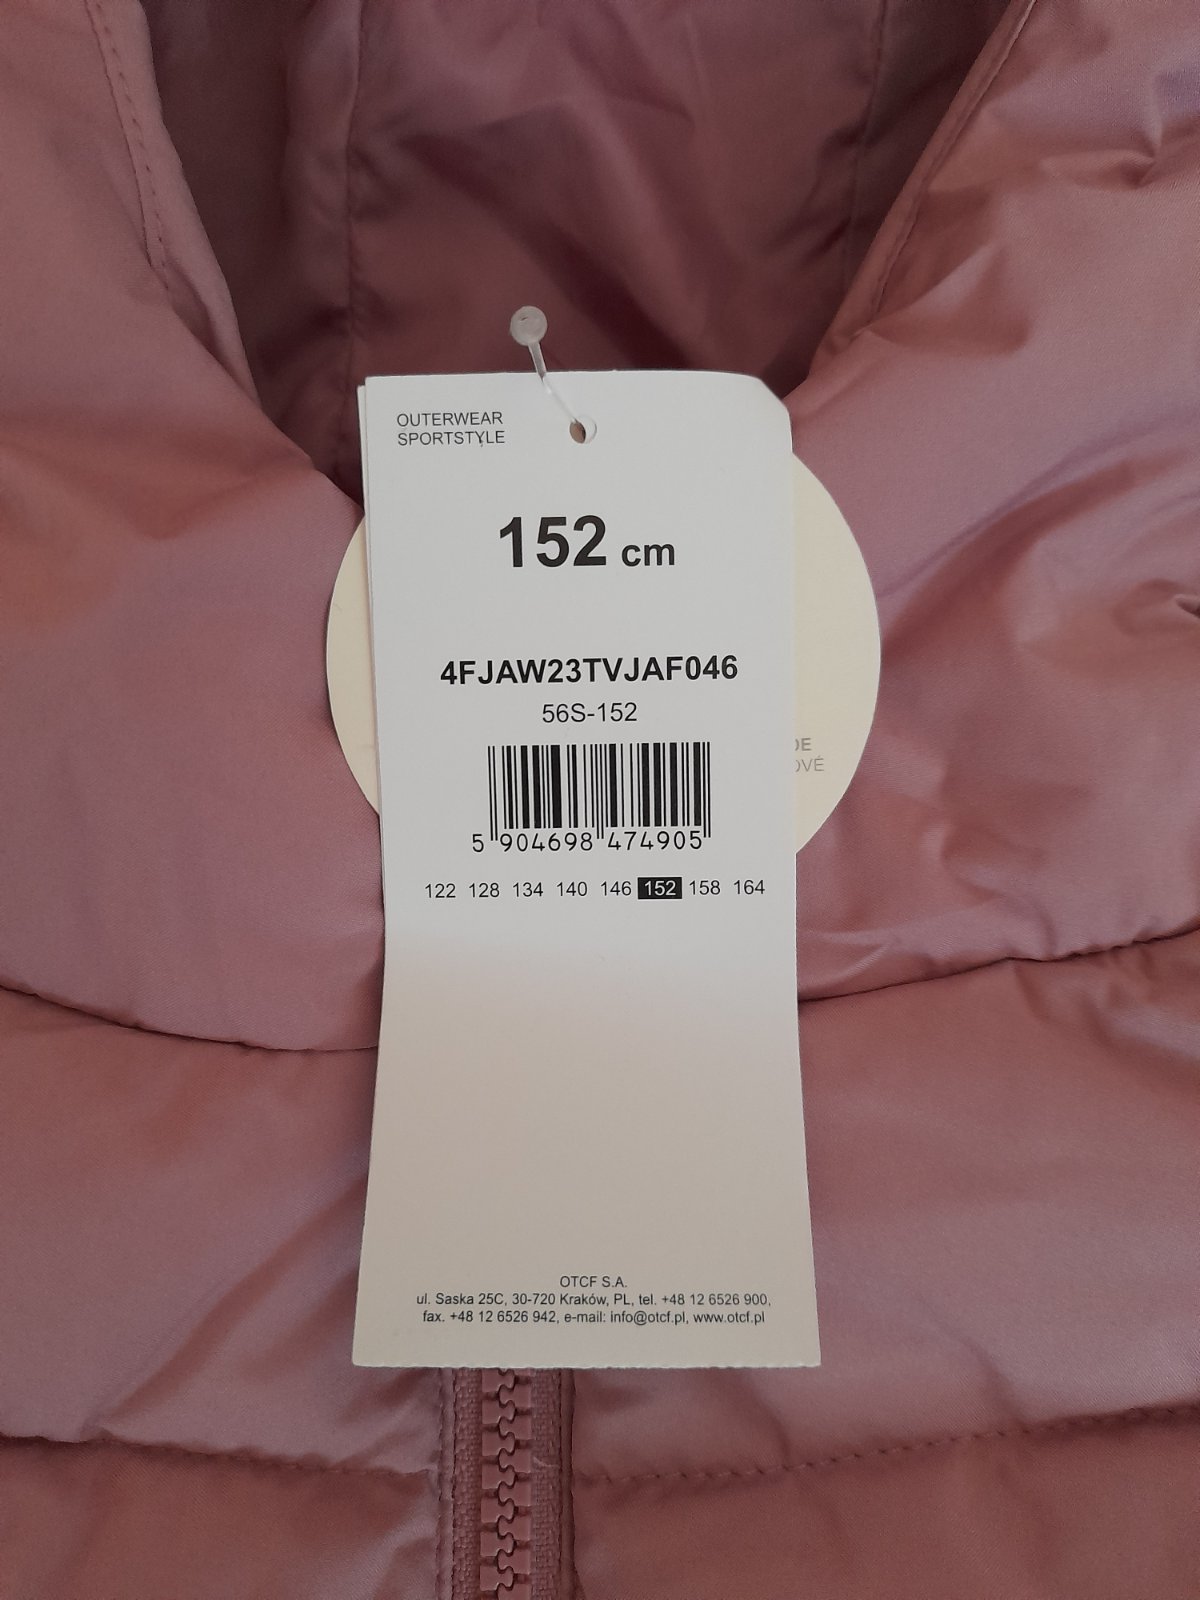 OUTERWEAR
SPORTSTYLE
152 cm
4FJAW23TVJAF046
56S-152
5 904698 474905
122 128 134 140 146 152 158 164
OTCF S.A.
ul. Saska 25C, 30-720 Kraków, PL, tel. +48 12 6526 900,
fax. +48 12 6526 942, e-mail: info@otcf.pl, www.otcf.pl